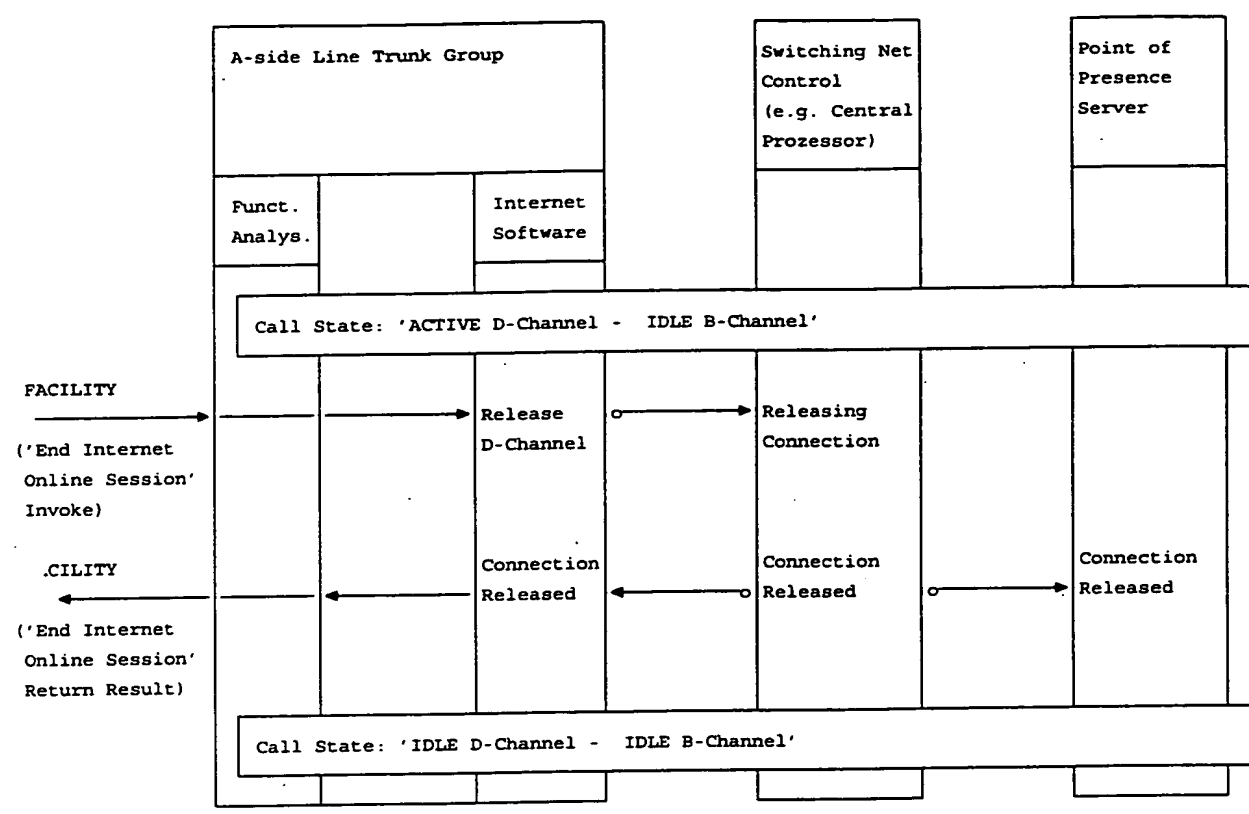 A-side Line Trunk Group
Switching Net
Control
(e.g. Central
Prozessor)
Point of
Presence
Server
Funct.
Analys.
Internet
Software
Call State: 'ACTIVE D-Channel - IDLE B-Channel'
FACILITY
('End Internet
Online Session'
Invoke)
Release
D-Channel
Releasing
Connection
.CILITY
('End Internet
Online Session'
Return Result)
Connection
Released
Connection
Released
Connection
Released
Call State: 'IDLE D-Channel - IDLE B-Channel'